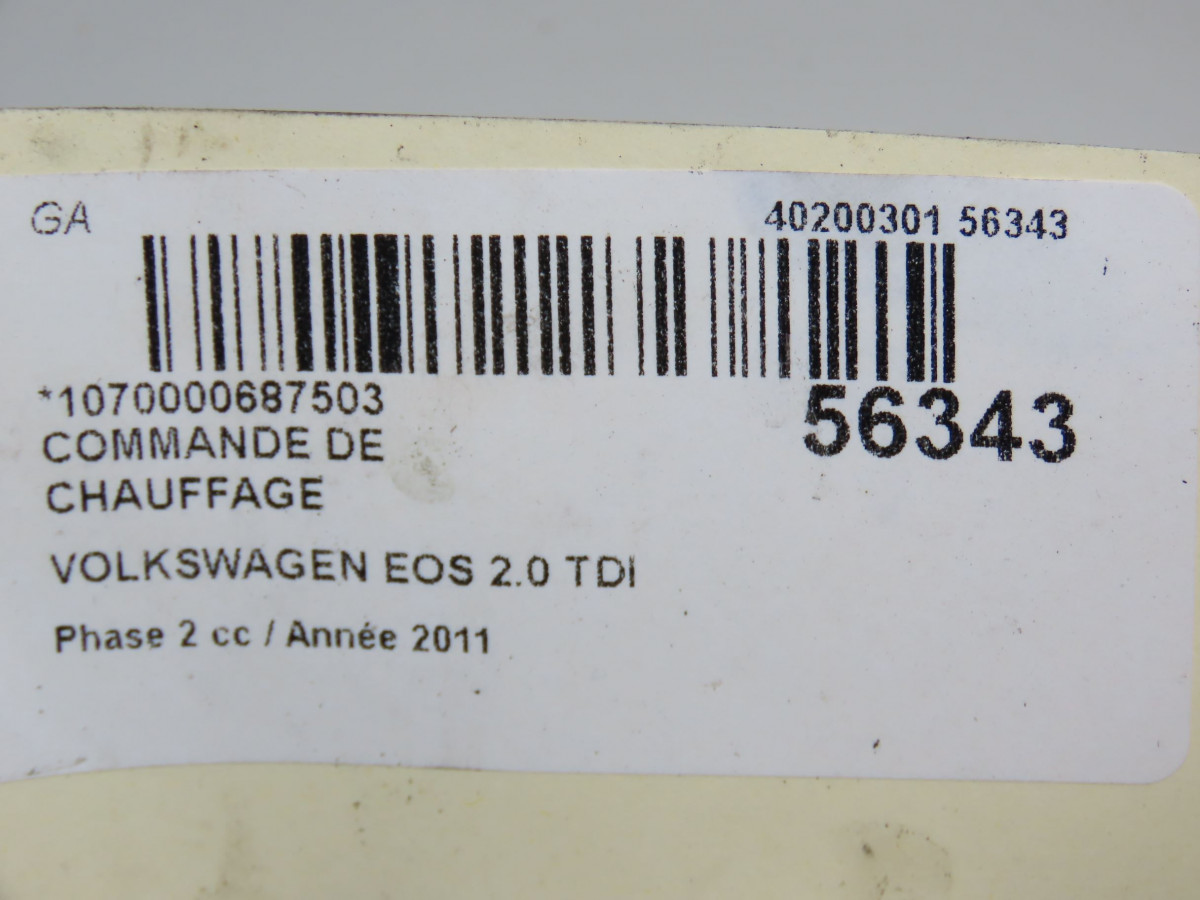 GA
40200301 56343
*1070000687503
56343
COMMANDE DE
CHAUFFAGE
VOLKSWAGEN EOS 2.0 TDI
Phase 2 cc / Année 2011